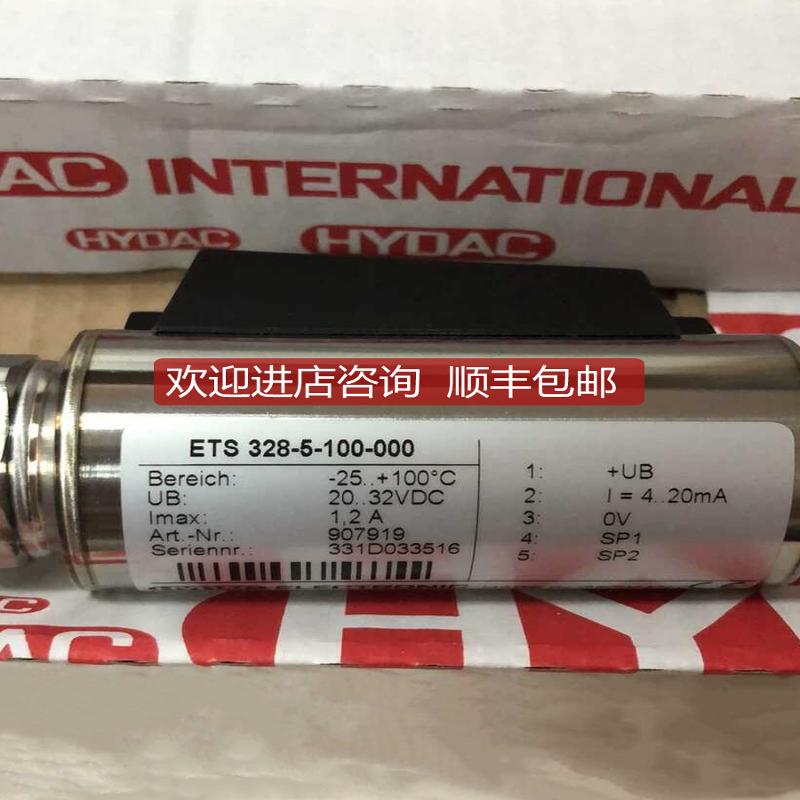 AC INTERNATIONAL
HYDAC HYDAC
欢迎进店咨询 顺丰包邮
ETS 328-5-100-000
Bereich: -25..+100°C
UB: 20..32VDC
Imax: 1,2 A
Art.-Nr.: 907919
Seriennr.: 331D033516
1: +UB
2: I = 4..20mA
3: 0V
4: SP1
5: SP2
HY